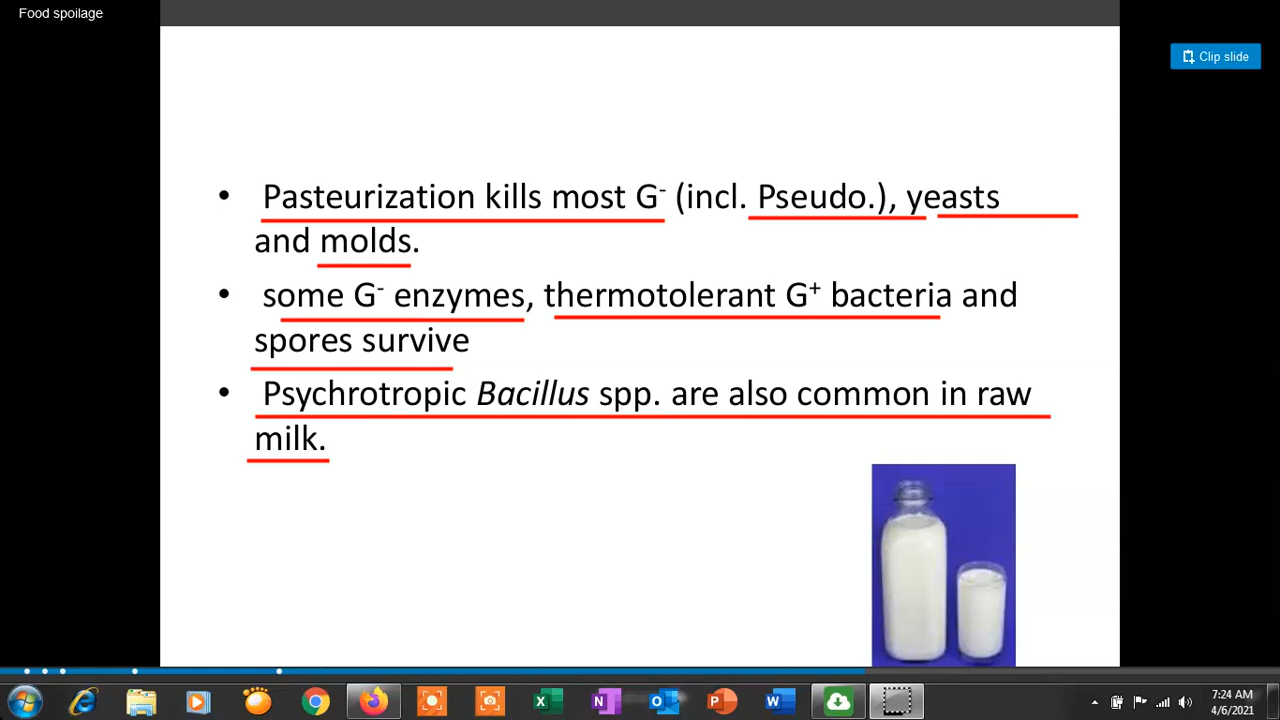 Food spoilage
Clip slide
• Pasteurization kills most G- (incl. Pseudo.), yeasts
and molds.
• some G- enzymes, thermotolerant G+ bacteria and
spores survive
• Psychrotropic Bacillus spp. are also common in raw
milk.
7:24 AM
4/6/2021